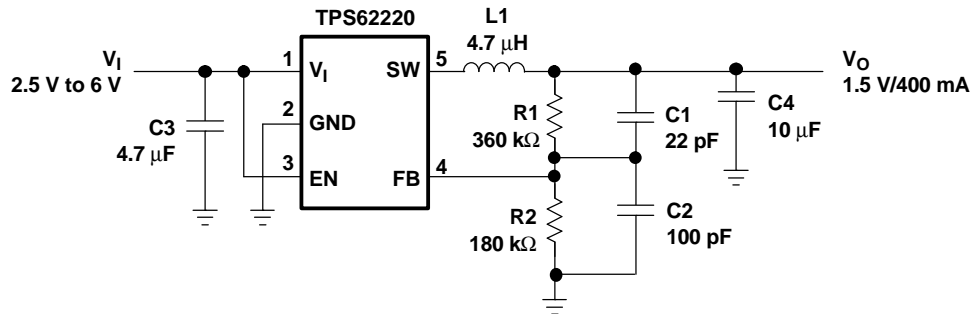 TPS62220
L1
4.7 μH
V_I
2.5 V to 6 V
1
V_I
SW
5
V_O
1.5 V/400 mA
C3
4.7 μF
2
GND
R1
360 kΩ
C1
22 pF
C4
10 μF
3
EN
FB
4
R2
180 kΩ
C2
100 pF